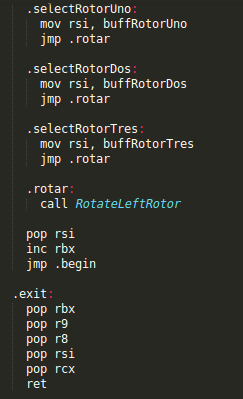 .selectRotorUno:
mov rsi, buffRotorUno
jmp .rotar
.selectRotorDos:
mov rsi, buffRotorDos
jmp .rotar
.selectRotorTres:
mov rsi, buffRotorTres
jmp .rotar
.rotar:
call RotateLeftRotor
pop rsi
inc rbx
jmp .begin
.exit:
pop rbx
pop r9
pop r8
pop rsi
pop rcx
ret